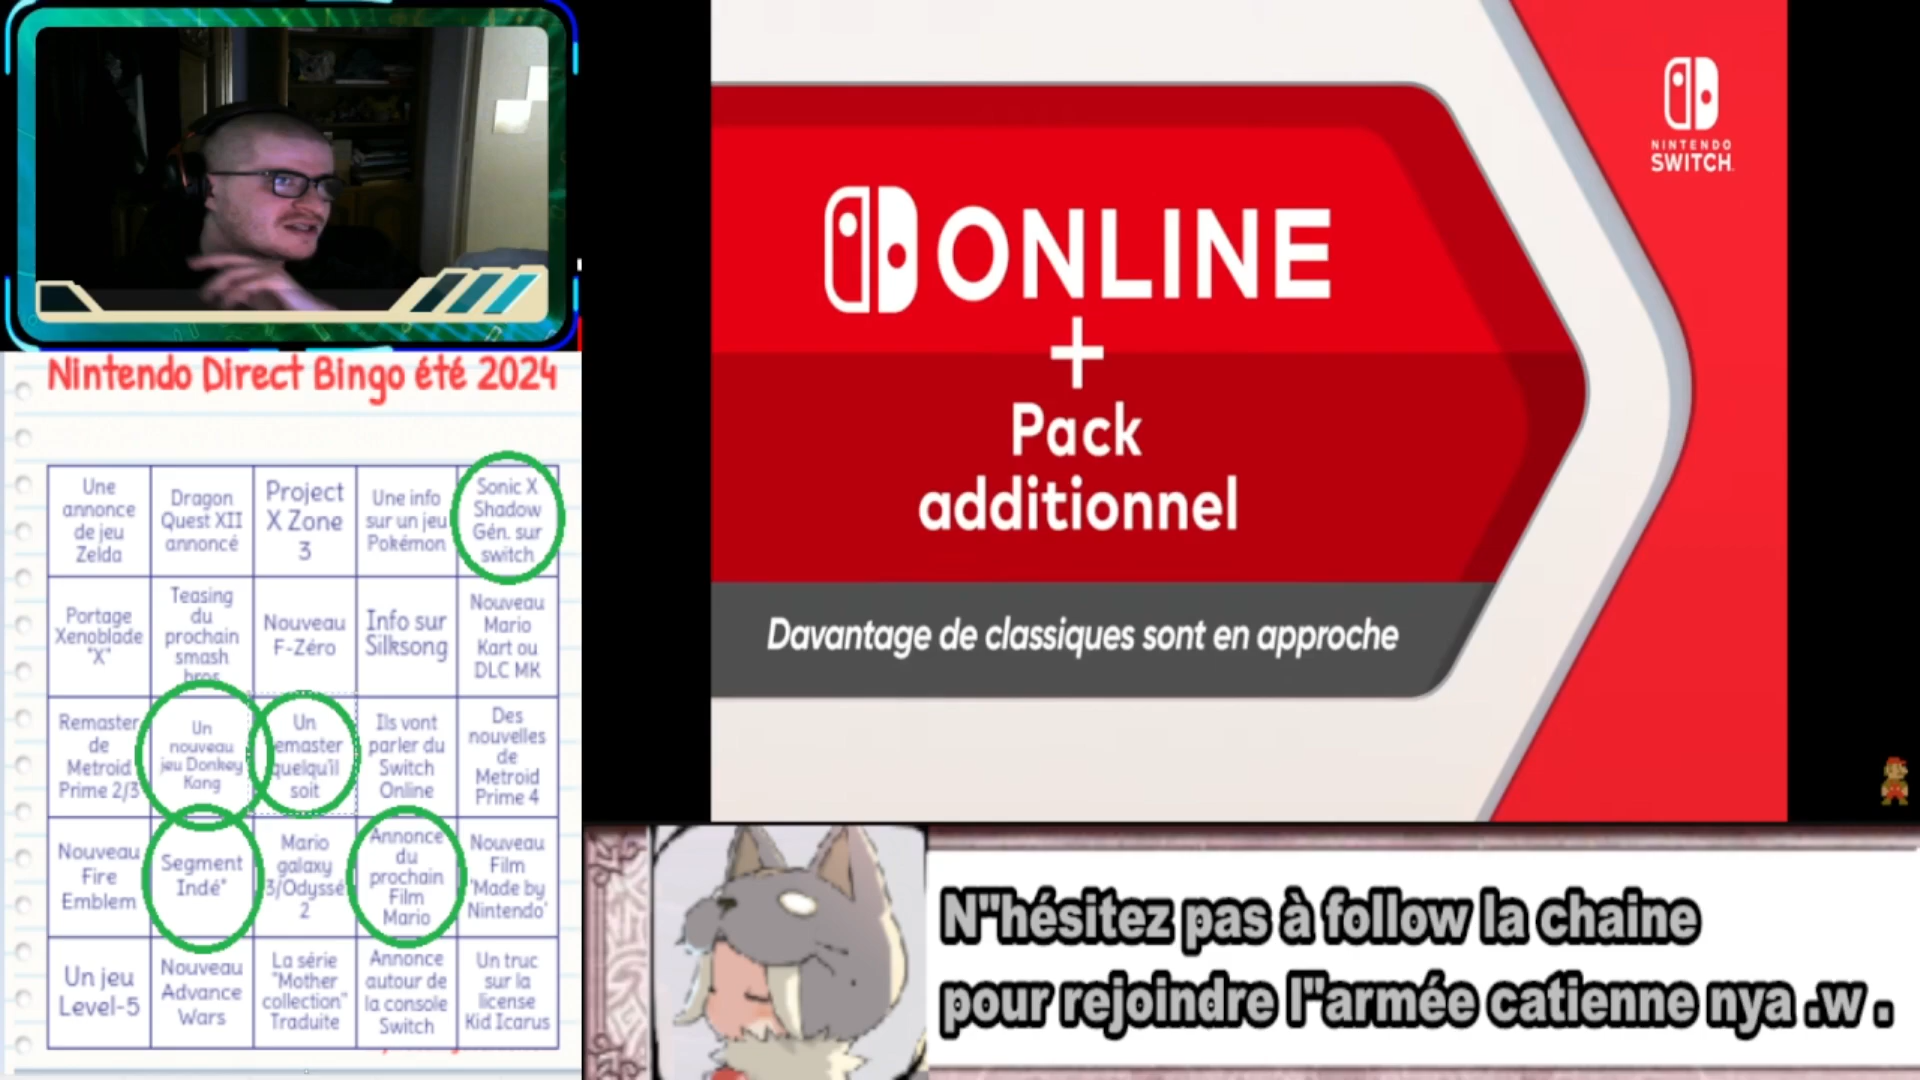 NINTENDO
SWITCH
ONLINE
+
Pack
additionnel
Davantage de classiques sont en approche
Nintendo Direct Bingo été 2024
Une
annonce
de jeu
Zelda
Dragon
Quest XII
annoncé
Project
X Zone
3
Une info
sur un jeu
Pokémon
Sonic X
Shadow
Gén. sur
switch
Portage
Xenoblade
"X"
Teasing
du
prochain
smash
bros
Nouveau
F-Zéro
Info sur
Silksong
Nouveau
Mario
Kart ou
DLC MK
Remaster
de
Metroid
Prime 2/3
Un
nouveau
jeu Donkey
Kong
Un
emaster
quelqu'il
soit
Ils vont
parler du
Switch
Online
Des
nouvelles
de
Metroid
Prime 4
Nouveau
Fire
Emblem
Segment
Indé"
Mario
galaxy
3/Odyssé
2
Annonce
du
prochain
Film
Mario
Nouveau
Film
'Made by
Nintendo'
Un jeu
Level-5
Nouveau
Advance
Wars
La série
"Mother
collection"
Traduite
Annonce
autour de
la console
Switch
Un truc
sur la
license
Kid Icarus
N"hésitez pas à follow la chaine
pour rejoindre l"armée catienne nya .w .